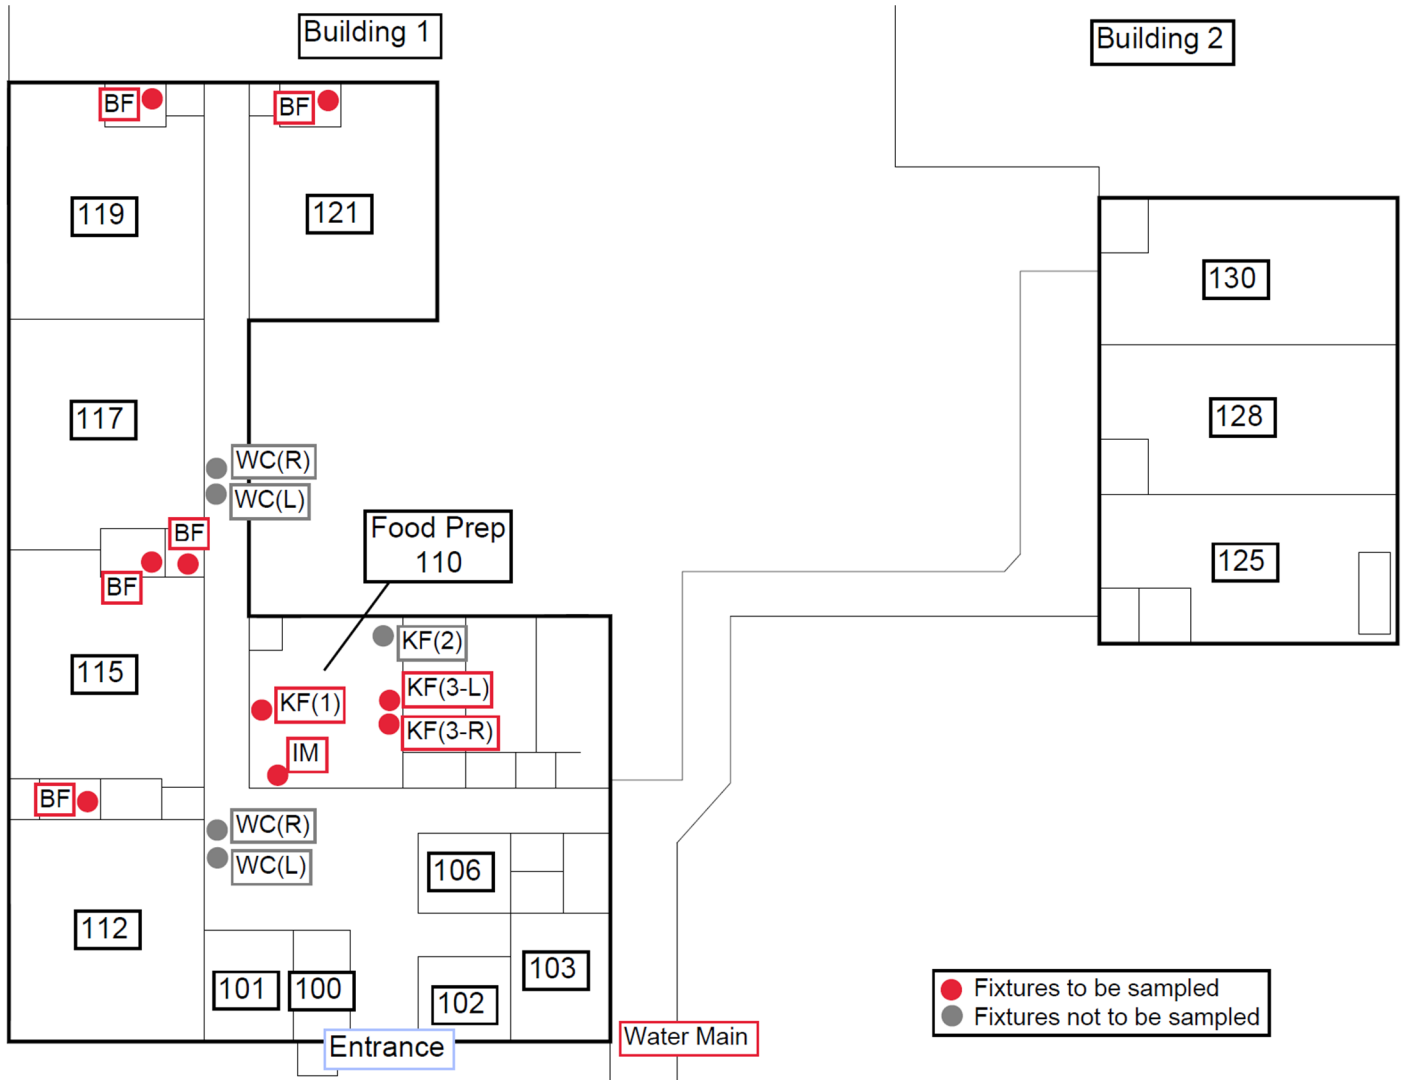 Building 1
Building 2
BF
BF
119
121
130
117
128
WC(R)
WC(L)
BF
Food Prep
110
BF
125
KF(2)
115
KF(3-L)
KF(1)
KF(3-R)
IM
BF
WC(R)
WC(L)
106
112
103
101
100
102
Fixtures to be sampled
Fixtures not to be sampled
Entrance
Water Main